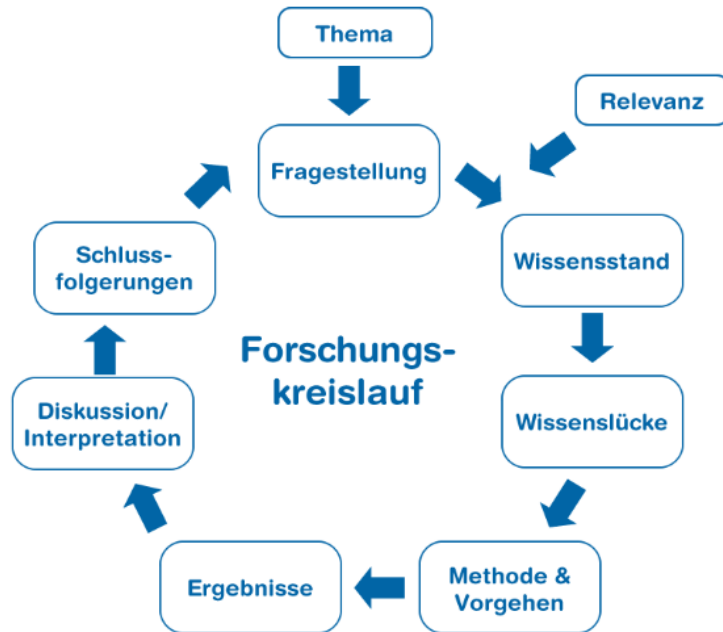 Thema
Relevanz
Fragestellung
Wissensstand
Wissenslücke
Methode &
Vorgehen
Ergebnisse
Diskussion/
Interpretation
Schluss-
folgerungen
Forschungs-
kreislauf